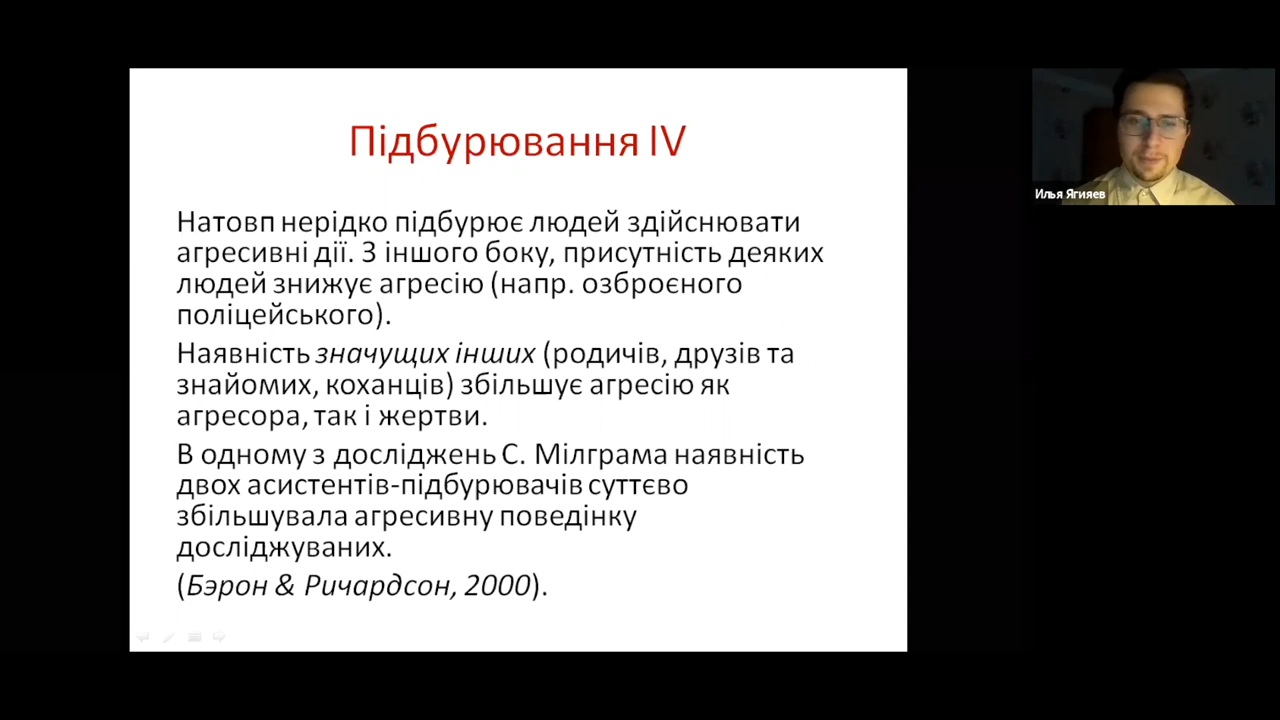 Підбурювання IV
Натовп нерідко підбурює людей здійснювати
агресивні дії. З іншого боку, присутність деяких
людей знижує агресію (напр. озброєного
поліцейського).
Наявність значущих інших (родичів, друзів та
знайомих, коханців) збільшує агресію як
агресора, так і жертви.
В одному з досліджень С. Мілграма наявність
двох асистентів-підбурювачів суттєво
збільшувала агресивну поведінку
досліджуваних.
(Бэрон & Ричардсон, 2000).
Илья Ягияев